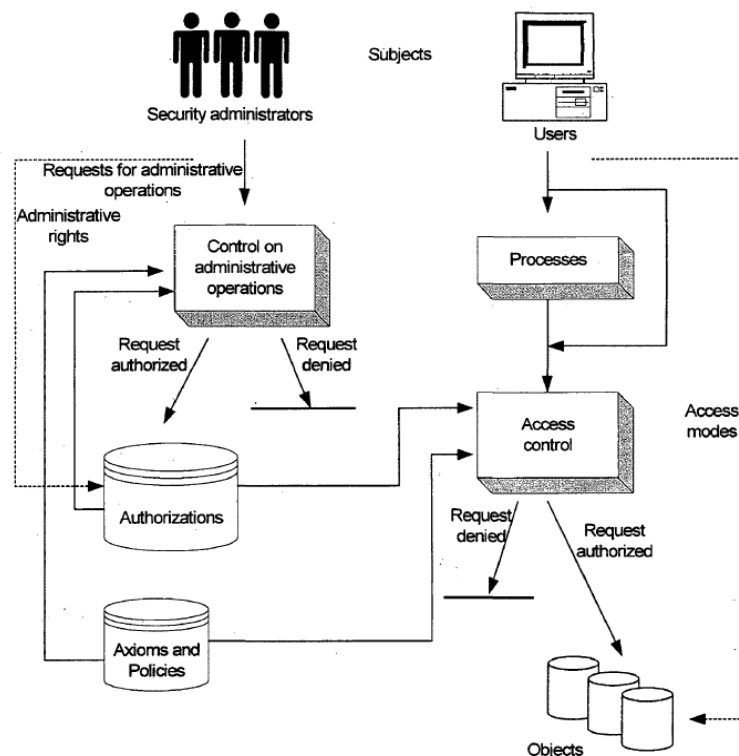 Subjects
Security administrators
Users
Requests for administrative
operations
Administrative
rights
Control on
administrative
operations
Processes
Request
authorized
Request
denied
Access
control
Access
modes
Authorizations
Request
denied
Request
authorized
Axioms and
Policies
Objects